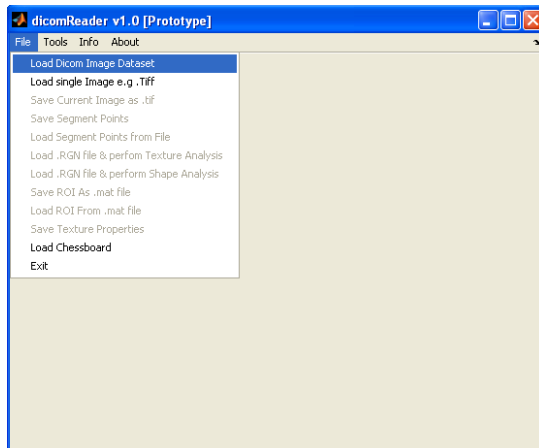 dicomReader v1.0 [Prototype]
File Tools Info About
Load Dicom Image Dataset
Load single Image e.g .Tiff
Save Current Image as .tif
Save Segment Points
Load Segment Points from File
Load .RGN file & perfom Texture Analysis
Load .RGN file & perform Shape Analysis
Save ROI As .mat file
Load ROI From .mat file
Save Texture Properties
Load Chessboard
Exit